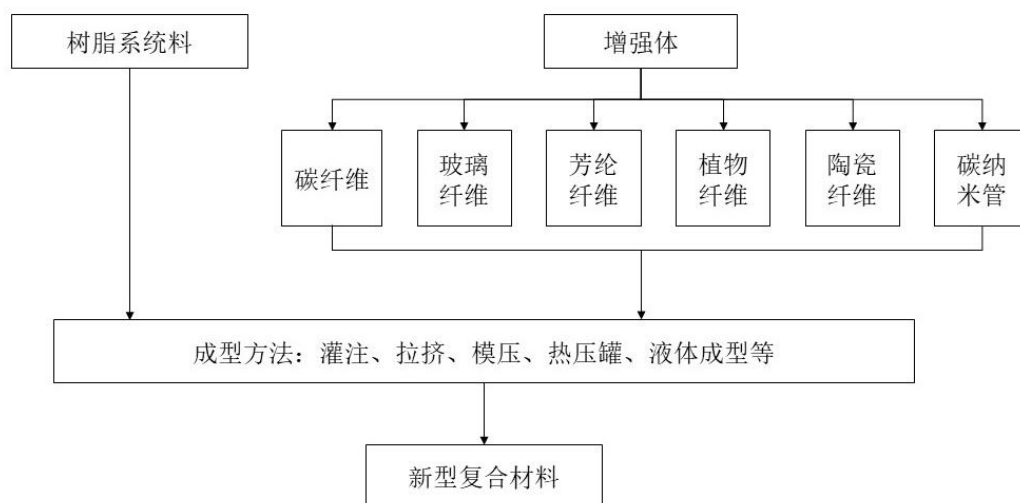 树脂系统料
增强体
碳纤维
玻璃
纤维
芳纶
纤维
植物
纤维
陶瓷
纤维
碳纳
米管
成型方法：灌注、拉挤、模压、热压罐、液体成型等
新型复合材料